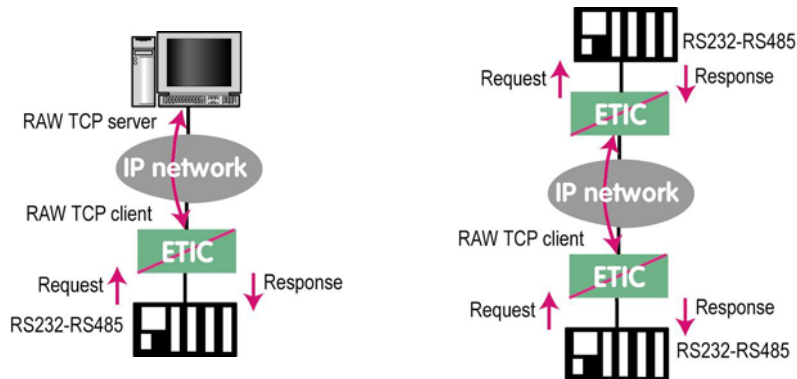 RAW TCP server
IP network
RAW TCP client
ETIC
Request
Response
RS232-RS485
RS232-RS485
Request
Response
ETIC
IP network
RAW TCP client
ETIC
Request
Response
RS232-RS485